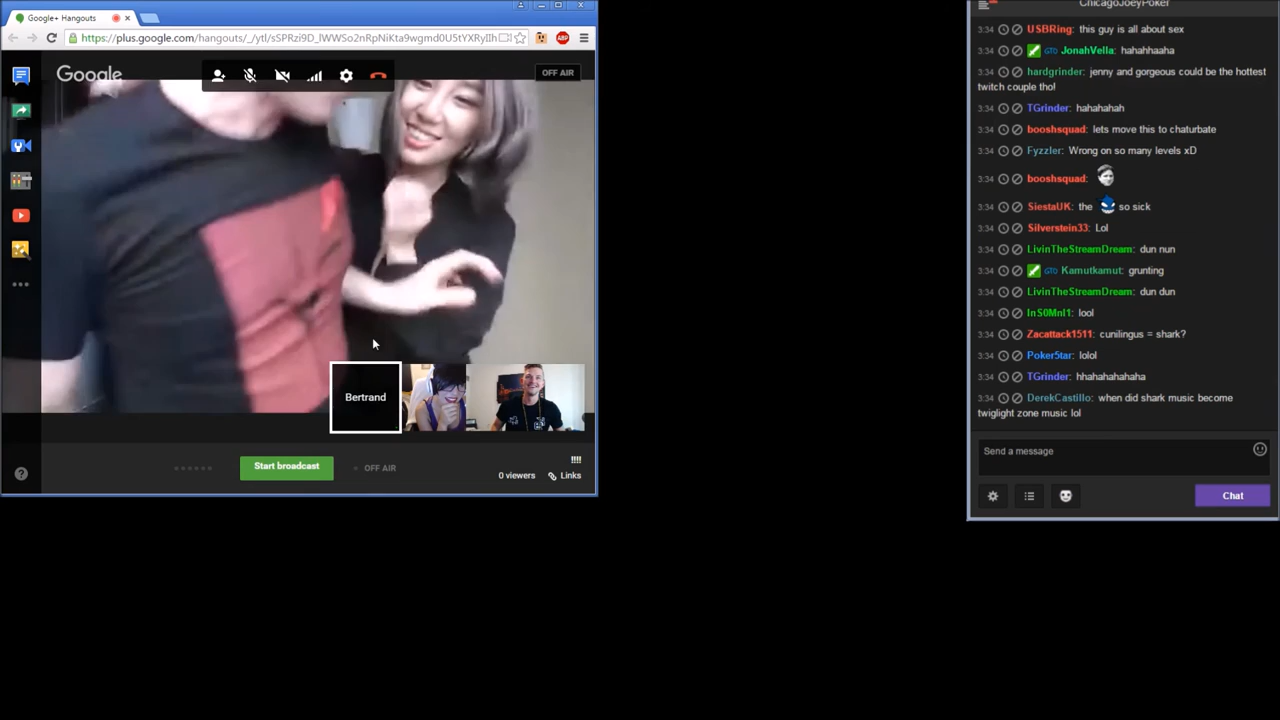 Google+ Hangouts
https://plus.google.com/hangouts/_/ytl/
Google
OFF AIR
Bertrand
Start broadcast
OFF AIR
!!!!
0 viewers
Links
ABP
ChicagoJoeyPoker
3:34 USBRing: this guy is all about sex
3:34 GTO JonahVella: hahahhaaha
3:34 hardgrinder: jenny and gorgeous could be the hottest
twitch couple tho!
3:34 TGrinder: hahahahah
3:34 booshsquad: lets move this to chaturbate
3:34 Fyzzler: Wrong on so many levels xD
3:34 booshsquad:
3:34 SiestaUK: the so sick
3:34 Silverstein33: Lol
3:34 LivinTheStreamDream: dun nun
3:34 GTO Kamutkamut: grunting
3:34 LivinTheStreamDream: dun dun
3:34 InS0MnI1: lool
3:34 Zacattack1511: cunilingus = shark?
3:34 Poker5tar: lolol
3:34 TGrinder: hhahahahahaha
3:34 DerekCastillo: when did shark music become
twiglight zone music lol
Send a message
Chat